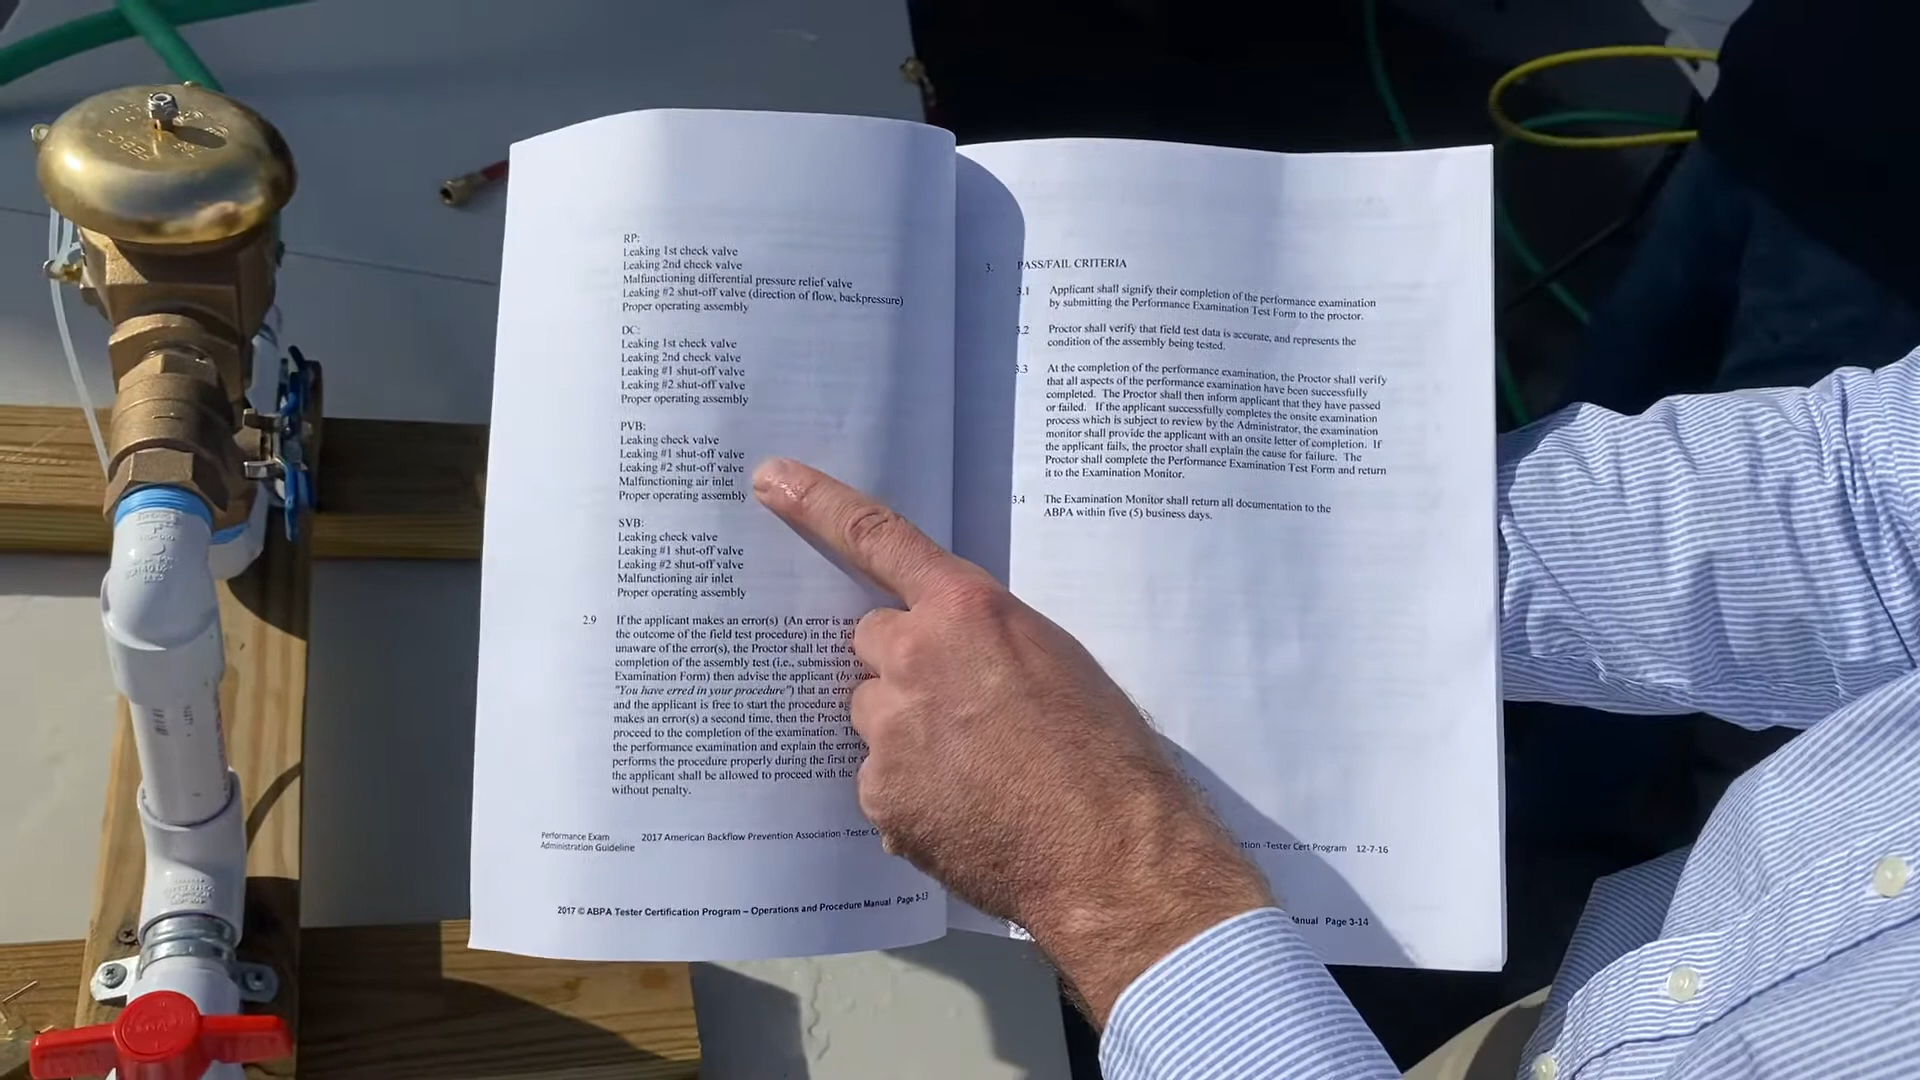 FEBCO
RP:
Leaking 1st check valve
Leaking 2nd check valve
Malfunctioning differential pressure relief valve
Leaking #2 shut-off valve (direction of flow, backpressure)
Proper operating assembly
DC:
Leaking 1st check valve
Leaking 2nd check valve
Leaking #1 shut-off valve
Leaking #2 shut-off valve
Proper operating assembly
PVB:
Leaking check valve
Leaking #1 shut-off valve
Leaking #2 shut-off valve
Malfunctioning air inlet
Proper operating assembly
SVB:
Leaking check valve
Leaking #1 shut-off valve
Leaking #2 shut-off valve
Malfunctioning air inlet
Proper operating assembly
2.9 If the applicant makes an error(s) (An error is an
the outcome of the field test procedure) in the
unaware of the error(s), the Proctor shall let the
completion of the assembly test (i.e., submission
Examination Form) then advise the applicant (by
"You have erred in your procedure") that an
and the applicant is free to start the procedure
makes an error(s) a second time, then the Proctor
proceed to the completion of the examination.
the performance examination and explain the error(s)
performs the procedure properly during the first or
the applicant shall be allowed to proceed with the
without penalty.
Performance Exam 2017 American Backflow Prevention Association -Tester
Administration Guideline
2017 © ABPA Tester Certification Program – Operations and Procedure Manual Page 3-13
3. PASS/FAIL CRITERIA
3.1 Applicant shall signify their completion of the performance examination
by submitting the Performance Examination Test Form to the proctor.
3.2 Proctor shall verify that field test data is accurate, and represents the
condition of the assembly being tested.
3.3 At the completion of the performance examination, the Proctor shall verify
that all aspects of the performance examination have been successfully
completed. The Proctor shall then inform applicant that they have passed
or failed. If the applicant successfully completes the onsite examination
process which is subject to review by the Administrator, the examination
monitor shall provide the applicant with an onsite letter of completion. If
the applicant fails, the proctor shall explain the cause for failure. The
Proctor shall complete the Performance Examination Test Form and return
it to the Examination Monitor.
3.4 The Examination Monitor shall return all documentation to the
ABPA within five (5) business days.
-Tester Cert Program 12-7-16
Manual Page 3-14